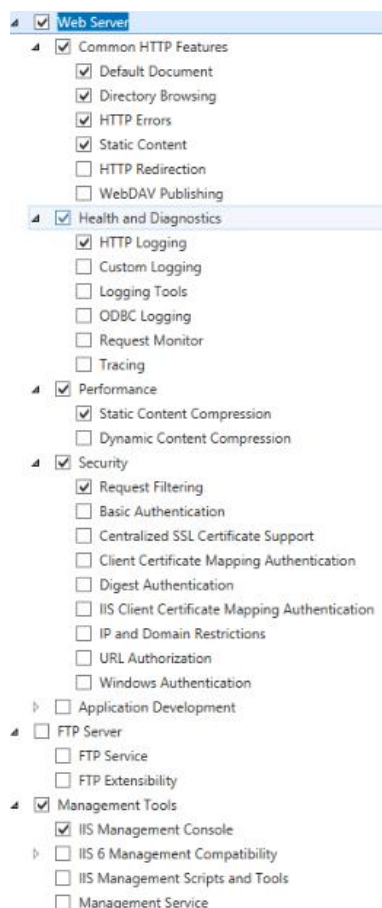 Web Server
Common HTTP Features
Default Document
Directory Browsing
HTTP Errors
Static Content
HTTP Redirection
WebDAV Publishing
Health and Diagnostics
HTTP Logging
Custom Logging
Logging Tools
ODBC Logging
Request Monitor
Tracing
Performance
Static Content Compression
Dynamic Content Compression
Security
Request Filtering
Basic Authentication
Centralized SSL Certificate Support
Client Certificate Mapping Authentication
Digest Authentication
IIS Client Certificate Mapping Authentication
IP and Domain Restrictions
URL Authorization
Windows Authentication
Application Development
FTP Server
FTP Service
FTP Extensibility
Management Tools
IIS Management Console
IIS 6 Management Compatibility
IIS Management Scripts and Tools
Management Service